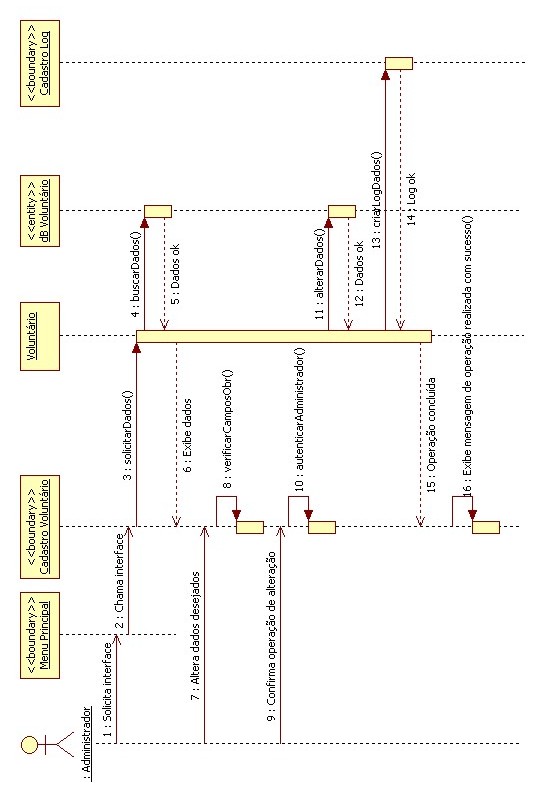 : Administrador
<<boundary>>
Menu Principal
<<boundary>>
Cadastro Voluntário
Voluntário
<<entity>>
dB Voluntário
<<boundary>>
Cadastro Log
1 : Solicita interface
2 : Chama interface
3 : solicitarDados()
4 : buscarDados()
5 : Dados ok
6 : Exibe dados
7 : Altera dados desejados
8 : verificarCamposObr()
9 : Confirma operação de alteração
10 : autenticarAdministrador()
11 : alterarDados()
12 : Dados ok
13 : criarLogDados()
14 : Log ok
15 : Operação concluída
16 : Exibe mensagem de operação realizada com sucesso()